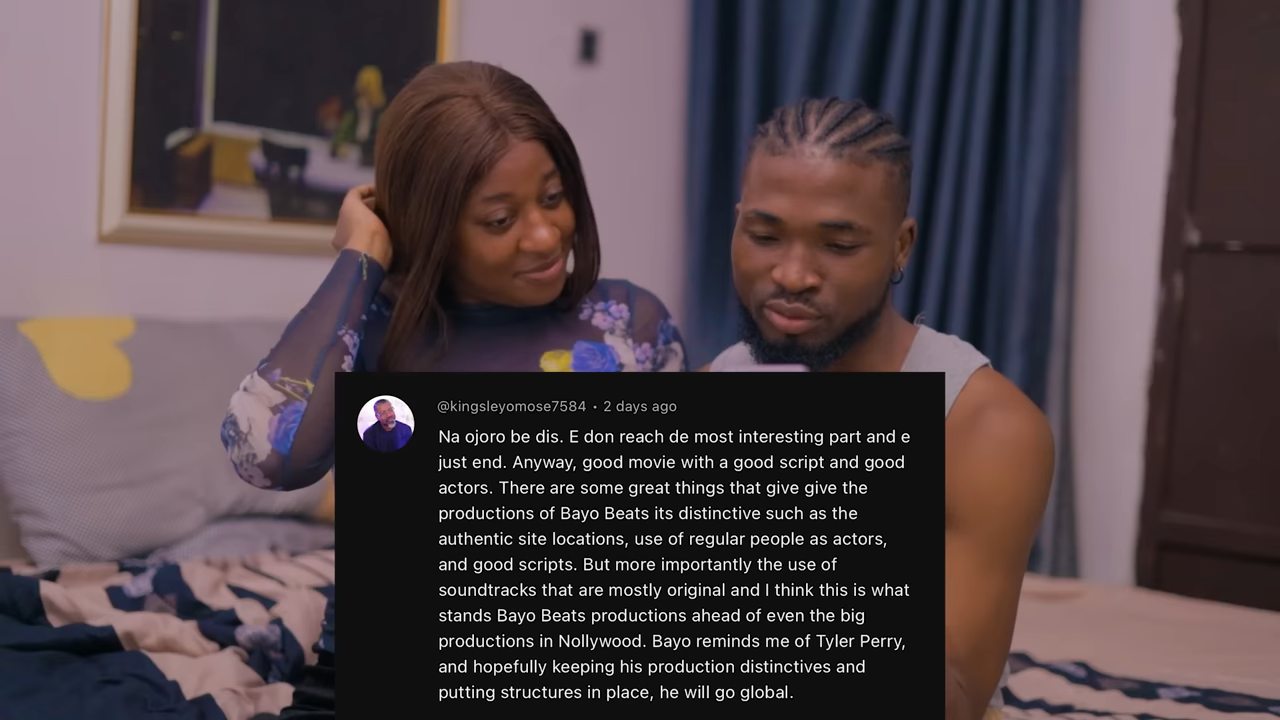 @kingsleyomose7584 • 2 days ago
Na ojoro be dis. E don reach de most interesting part and e
just end. Anyway, good movie with a good script and good
actors. There are some great things that give give the
productions of Bayo Beats its distinctive such as the
authentic site locations, use of regular people as actors,
and good scripts. But more importantly the use of
soundtracks that are mostly original and I think this is what
stands Bayo Beats productions ahead of even the big
productions in Nollywood. Bayo reminds me of Tyler Perry,
and hopefully keeping his production distinctives and
putting structures in place, he will go global.